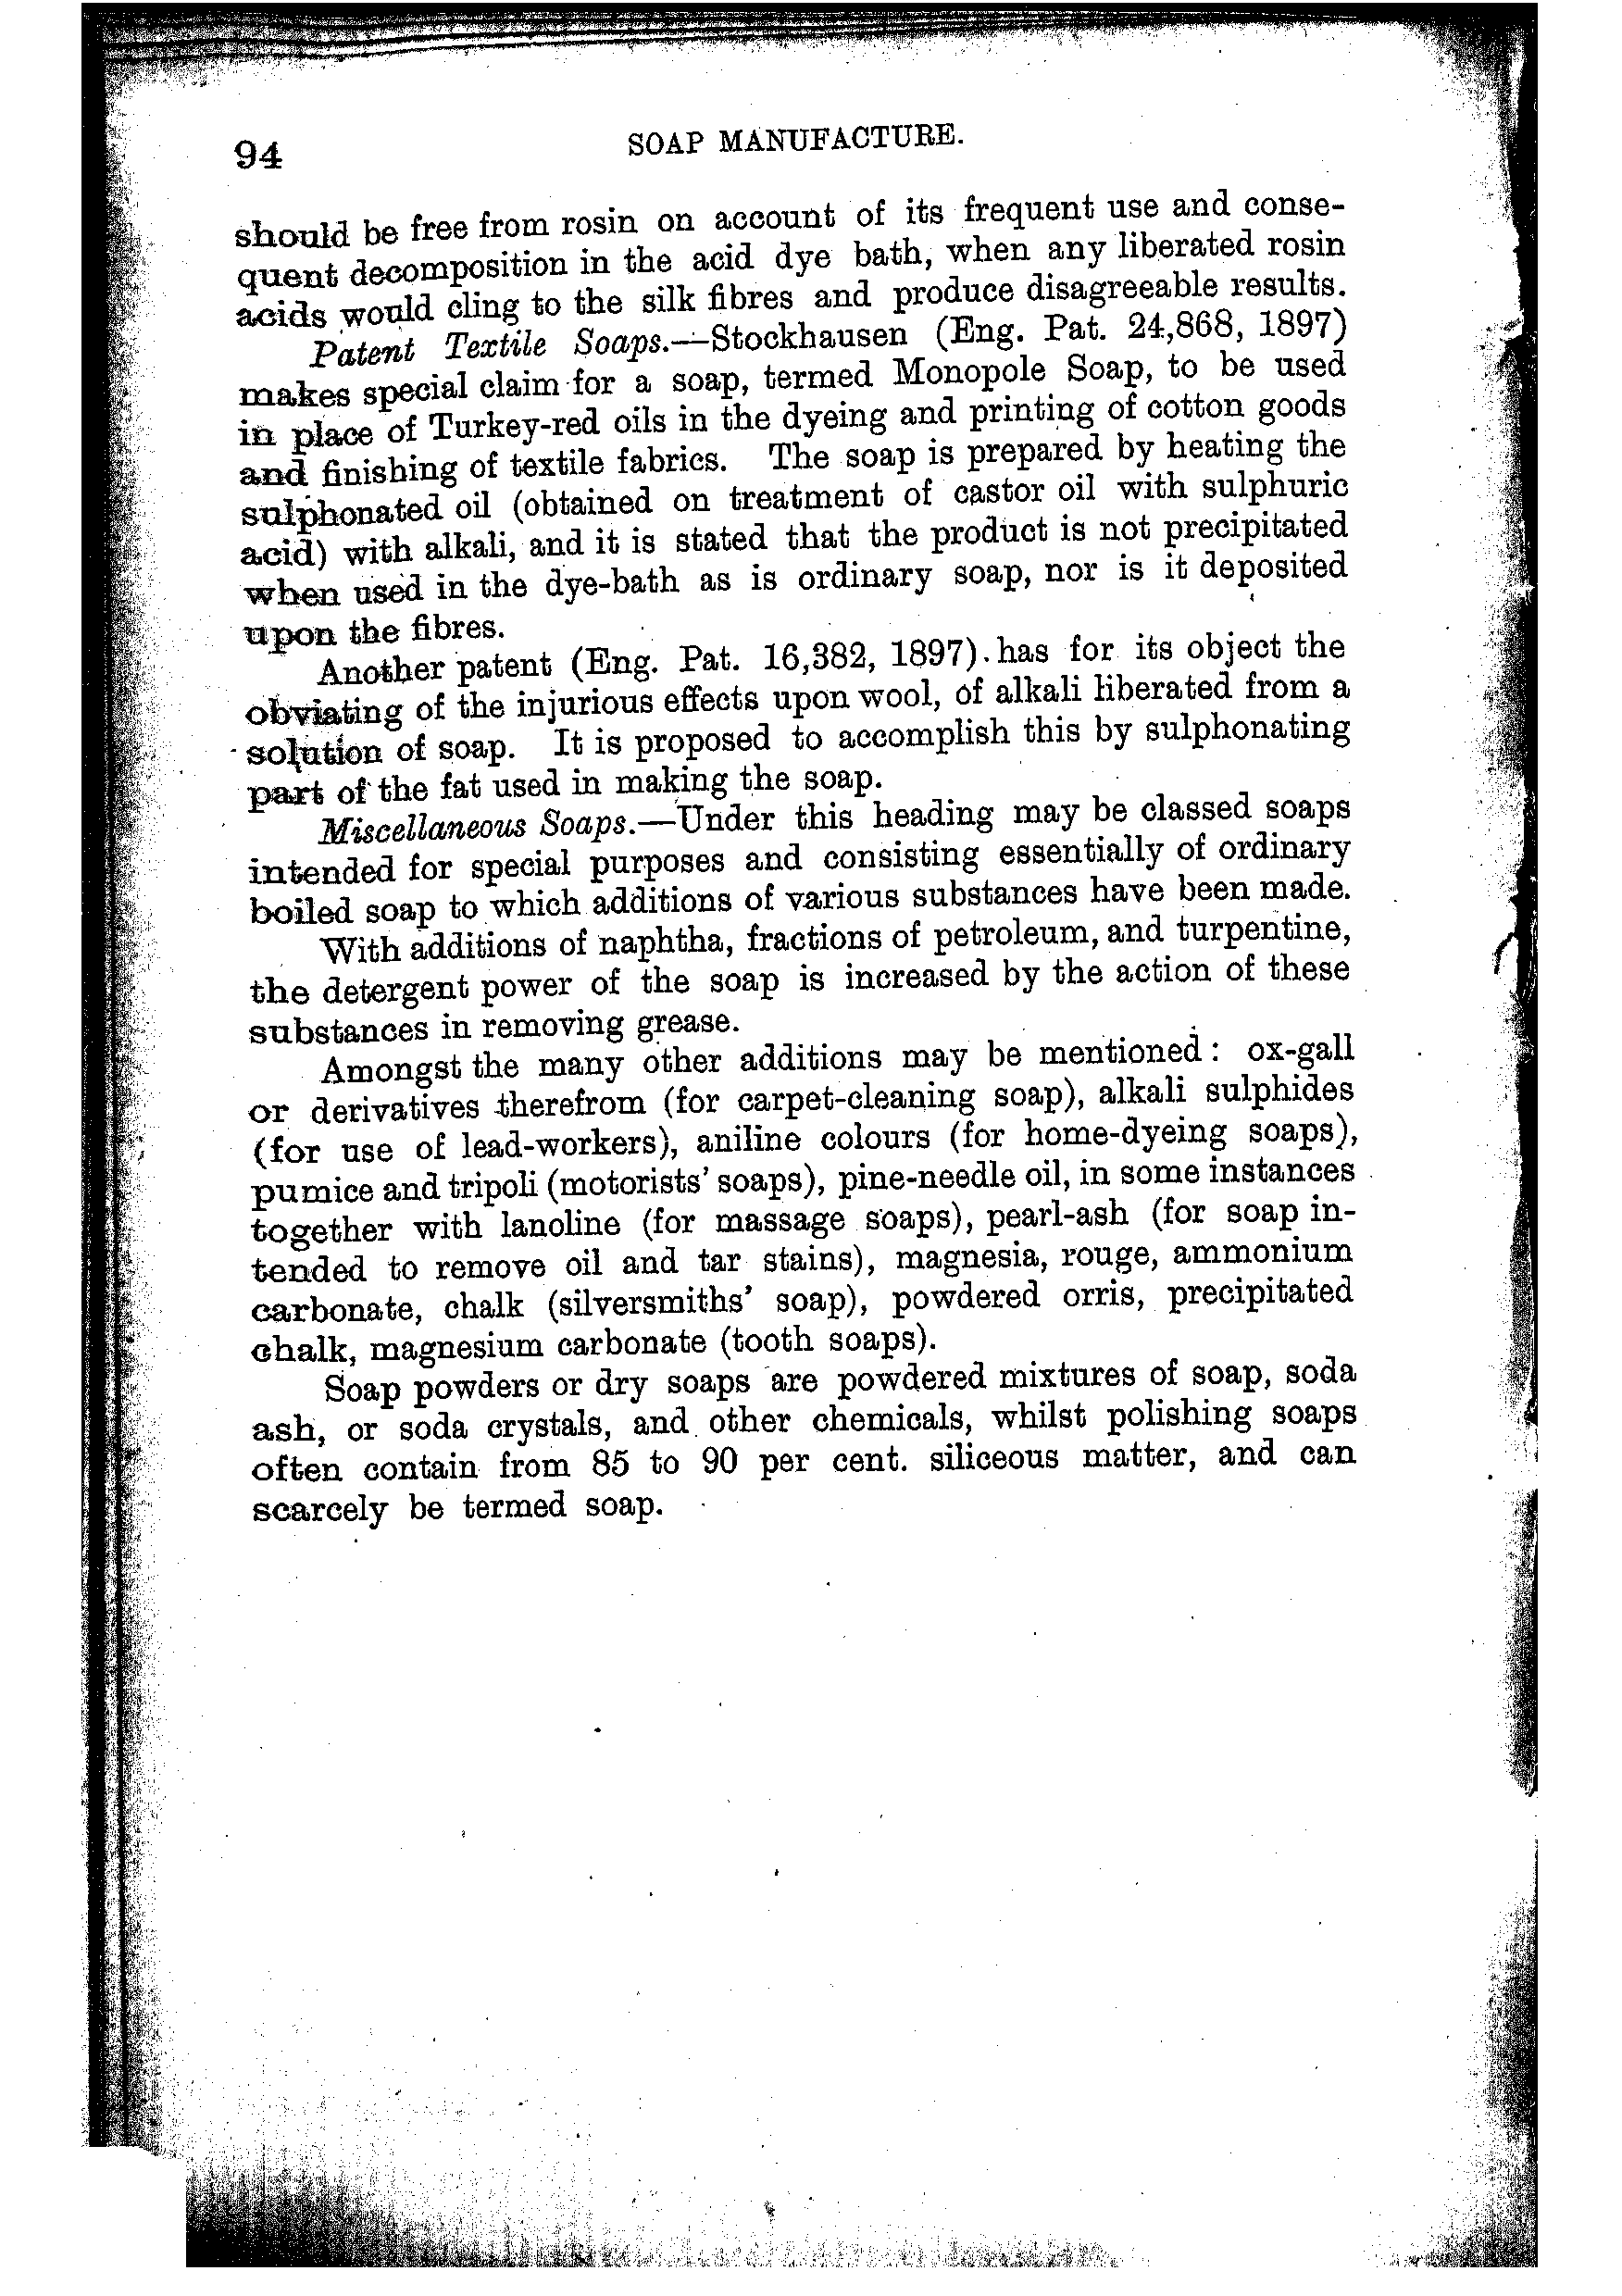 94
SOAP MANUFACTURE.
should be free from rosin on account of its frequent use and conse-
quent decomposition in the acid dye bath, when any liberated rosin
acids would cling to the silk fibres and produce disagreeable results.
Patent Textile Soaps.—Stockhausen (Eng. Pat. 24,868, 1897)
makes special claim for a soap, termed Monopole Soap, to be used
in place of Turkey-red oils in the dyeing and printing of cotton goods
and finishing of textile fabrics. The soap is prepared by heating the
sulphonated oil (obtained on treatment of castor oil with sulphuric
acid) with alkali, and it is stated that the product is not precipitated
when used in the dye-bath as is ordinary soap, nor is it deposited
upon the fibres.
Another patent (Eng. Pat. 16,382, 1897) has for its object the
obviating of the injurious effects upon wool, of alkali liberated from a
solution of soap. It is proposed to accomplish this by sulphonating
part of the fat used in making the soap.
Miscellaneous Soaps.—Under this heading may be classed soaps
intended for special purposes and consisting essentially of ordinary
boiled soap to which additions of various substances have been made.
With additions of naphtha, fractions of petroleum, and turpentine,
the detergent power of the soap is increased by the action of these
substances in removing grease.
Amongst the many other additions may be mentioned: ox-gall
or derivatives therefrom (for carpet-cleaning soap), alkali sulphides
(for use of lead-workers), aniline colours (for home-dyeing soaps),
pumice and tripoli (motorists' soaps), pine-needle oil, in some instances
together with lanoline (for massage soaps), pearl-ash (for soap in-
tended to remove oil and tar stains), magnesia, rouge, ammonium
carbonate, chalk (silversmiths' soap), powdered orris, precipitated
chalk, magnesium carbonate (tooth soaps).
Soap powders or dry soaps are powdered mixtures of soap, soda
ash, or soda crystals, and other chemicals, whilst polishing soaps
often contain from 85 to 90 per cent. siliceous matter, and can
scarcely be termed soap.